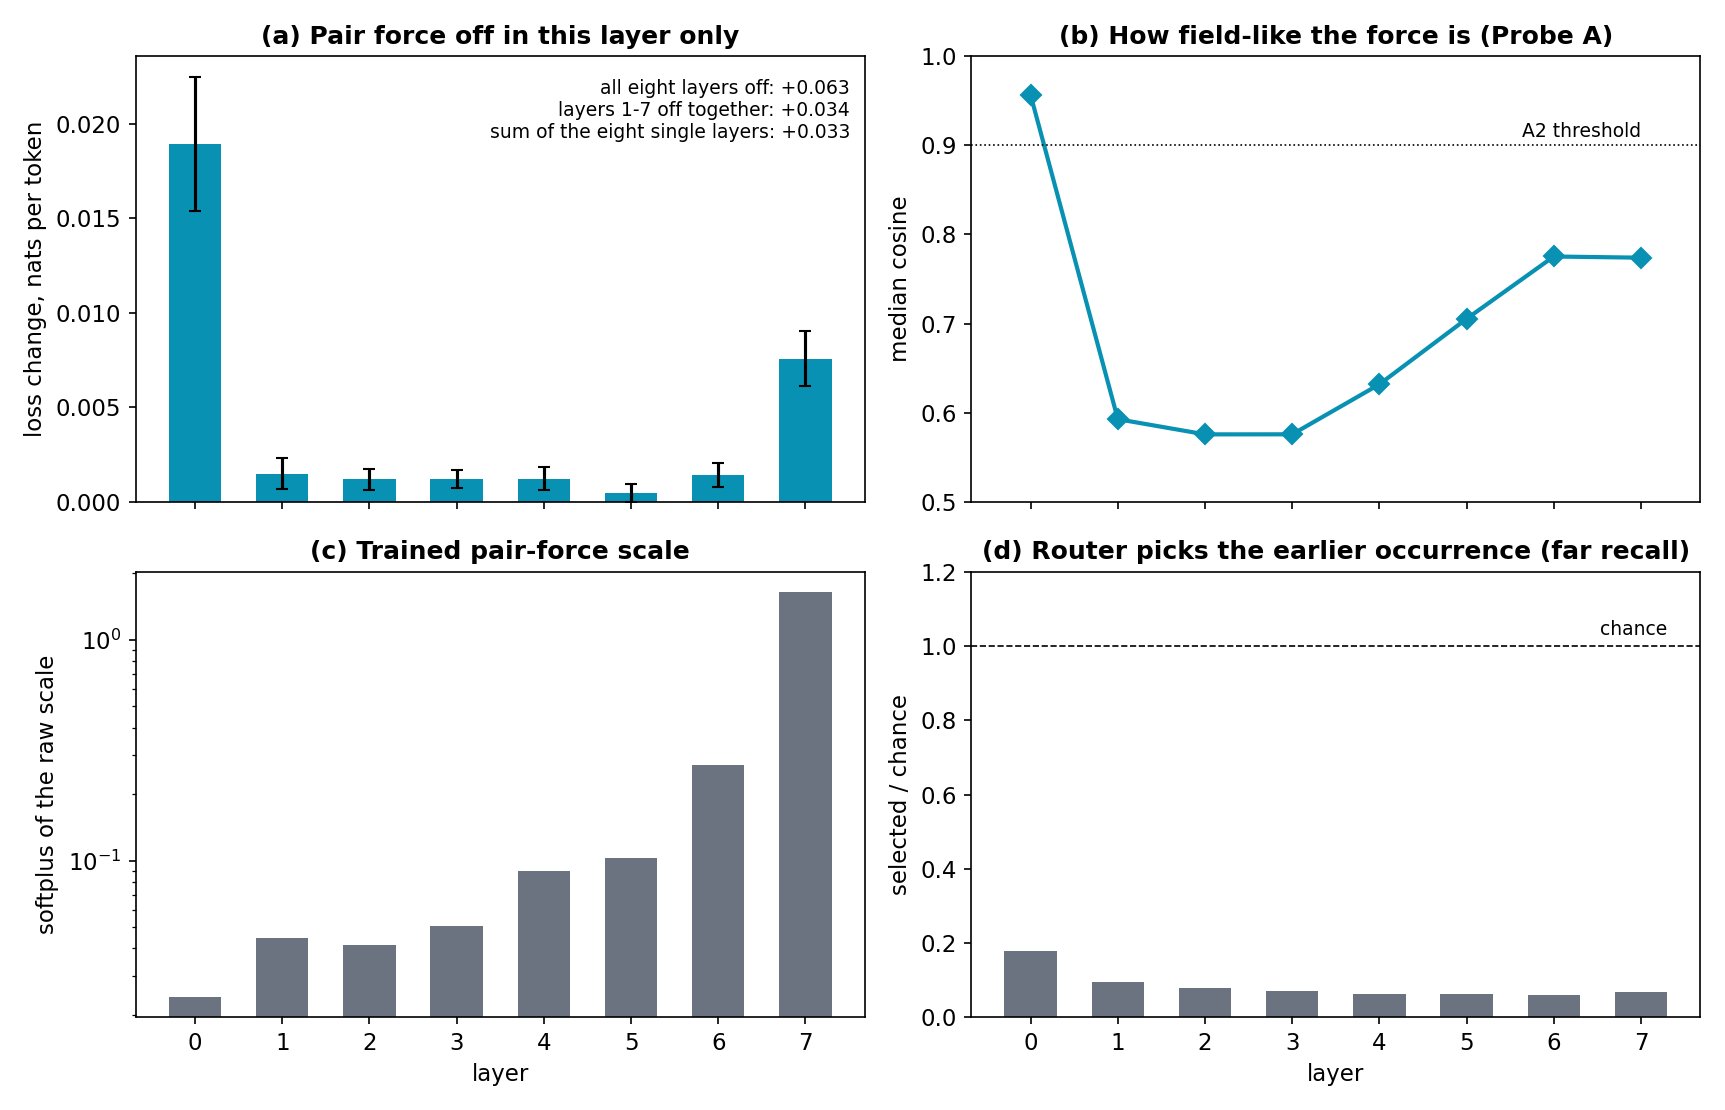 (a) Pair force off in this layer only
all eight layers off: +0.063
layers 1-7 off together: +0.034
sum of the eight single layers: +0.033
loss change, nats per token
0.020
0.015
0.010
0.005
0.000
(b) How field-like the force is (Probe A)
A2 threshold
median cosine
1.0
0.9
0.8
0.7
0.6
0.5
(c) Trained pair-force scale
softplus of the raw scale
10⁰
10⁻¹
0 1 2 3 4 5 6 7
layer
(d) Router picks the earlier occurrence (far recall)
chance
selected / chance
1.2
1.0
0.8
0.6
0.4
0.2
0.0
0 1 2 3 4 5 6 7
layer